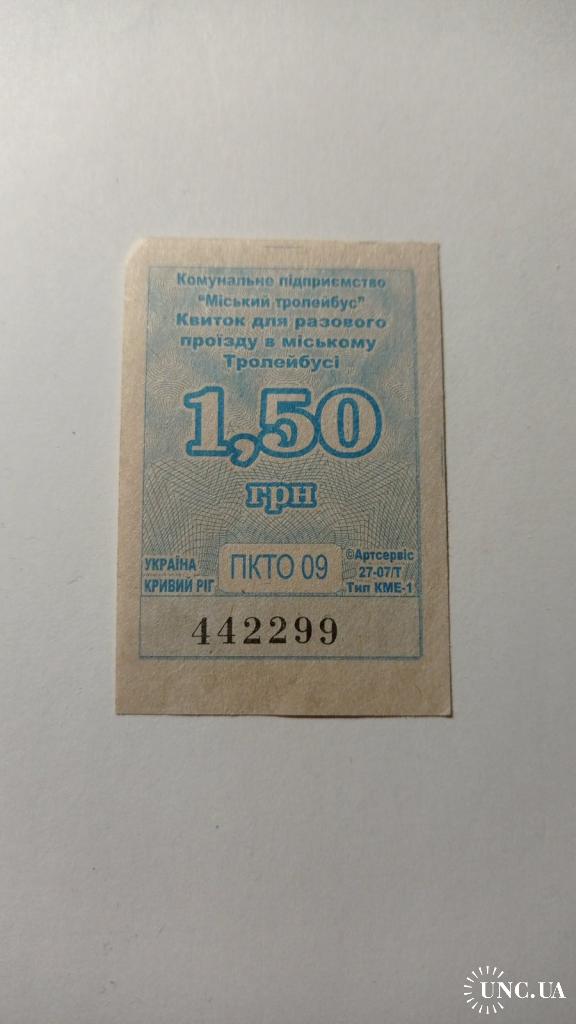 Комунальне підприємство
"Міський тролейбус"
Квиток для разового
проїзду в міському
Тролейбусі
1,50
грн
УКРАЇНА
КРИВИЙ РІГ
ПКТО 09
©Артсервіс
27-07/Т
Тип КМЕ-1
442299
UNC.UA